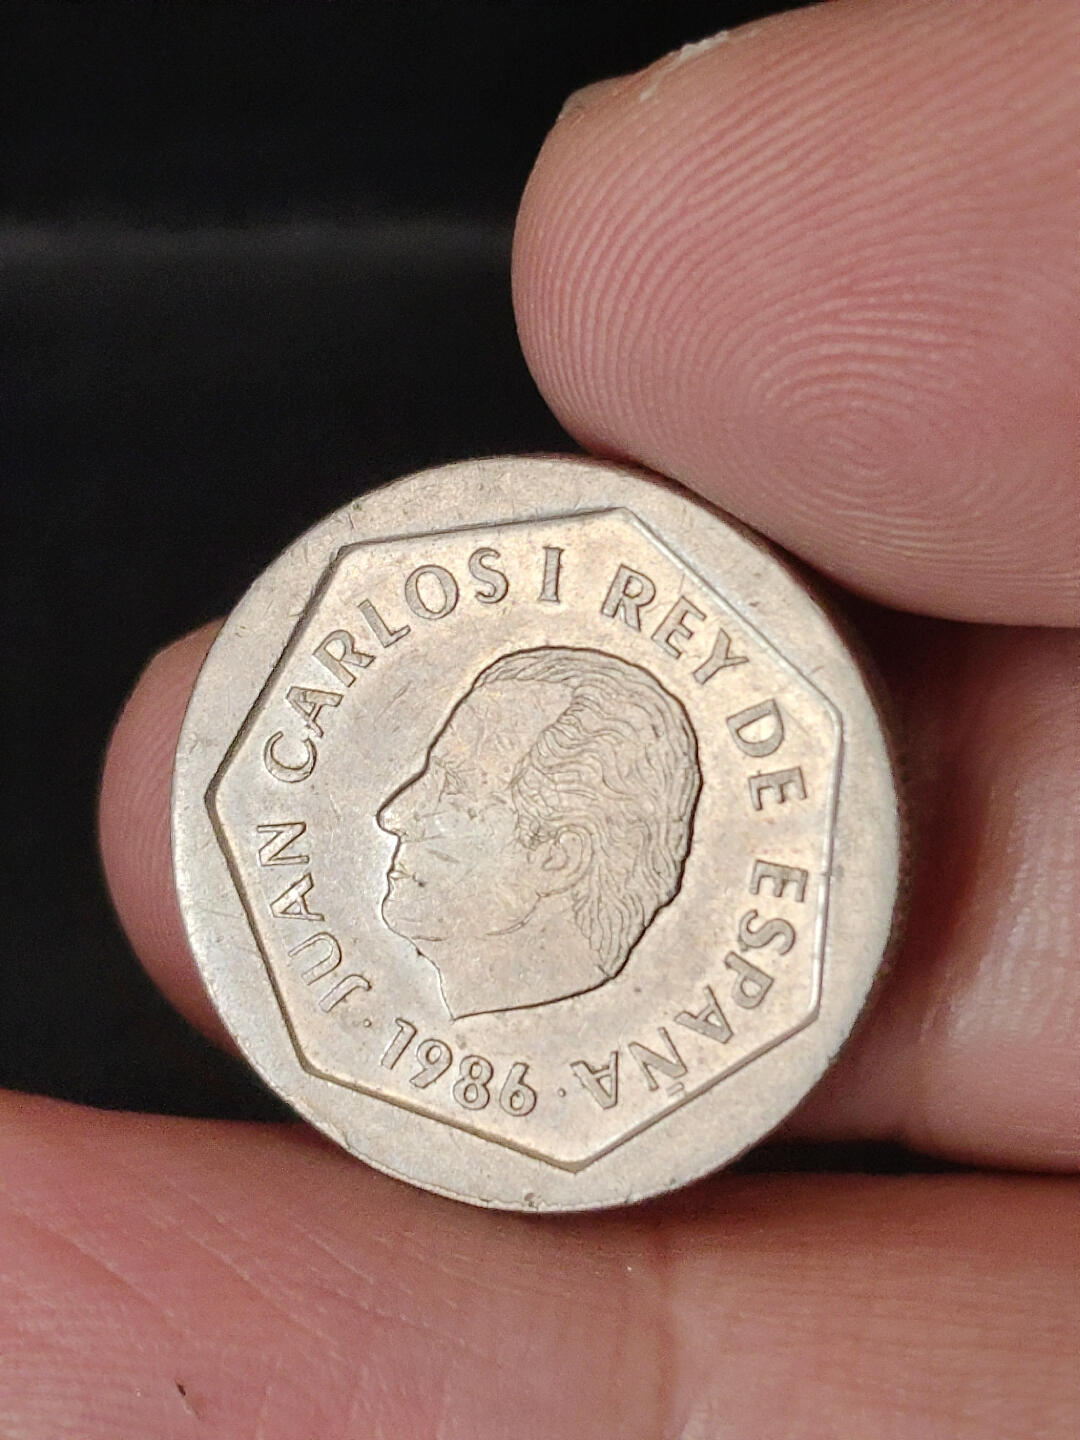 · JUAN CARLOS I REY DE ESPAÑA ·
1986